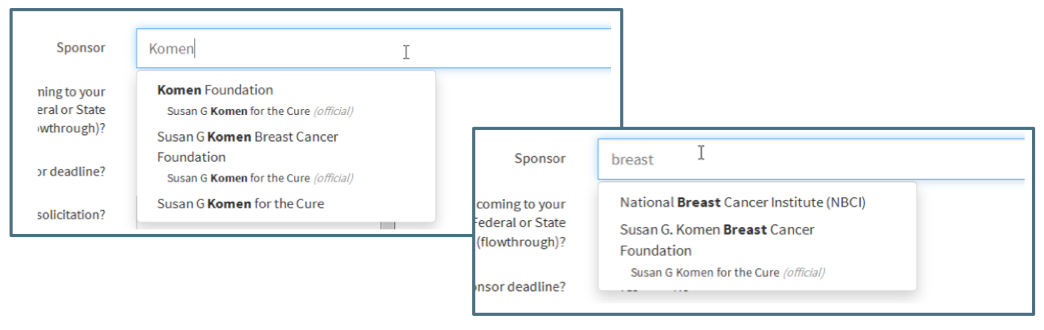 Sponsor
Komen
ning to your
eral or State
owthrough)?
or deadline?
solicitation?
Komen Foundation
Susan G Komen for the Cure (official)
Susan G Komen Breast Cancer
Foundation
Susan G Komen for the Cure (official)
Susan G Komen for the Cure
Sponsor
breast
coming to your
Federal or State
(flowthrough)?
onsor deadline?
National Breast Cancer Institute (NBCI)
Susan G. Komen Breast Cancer
Foundation
Susan G Komen for the Cure (official)